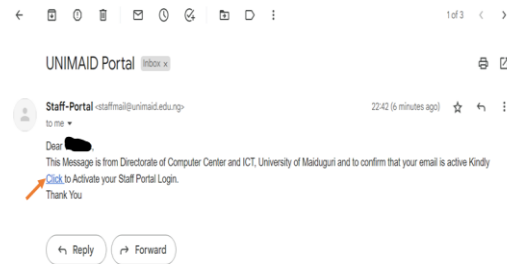 1 of 3
UNIMAID Portal Inbox x
Staff-Portal <staffmail@unimaid.edu.ng> 22:42 (6 minutes ago)
to me
Dear ,
This Message is from Directorate of Computer Center and ICT, University of Maiduguri and to confirm that your email is active Kindly
Click to Activate your Staff Portal Login.
Thank You
Reply Forward